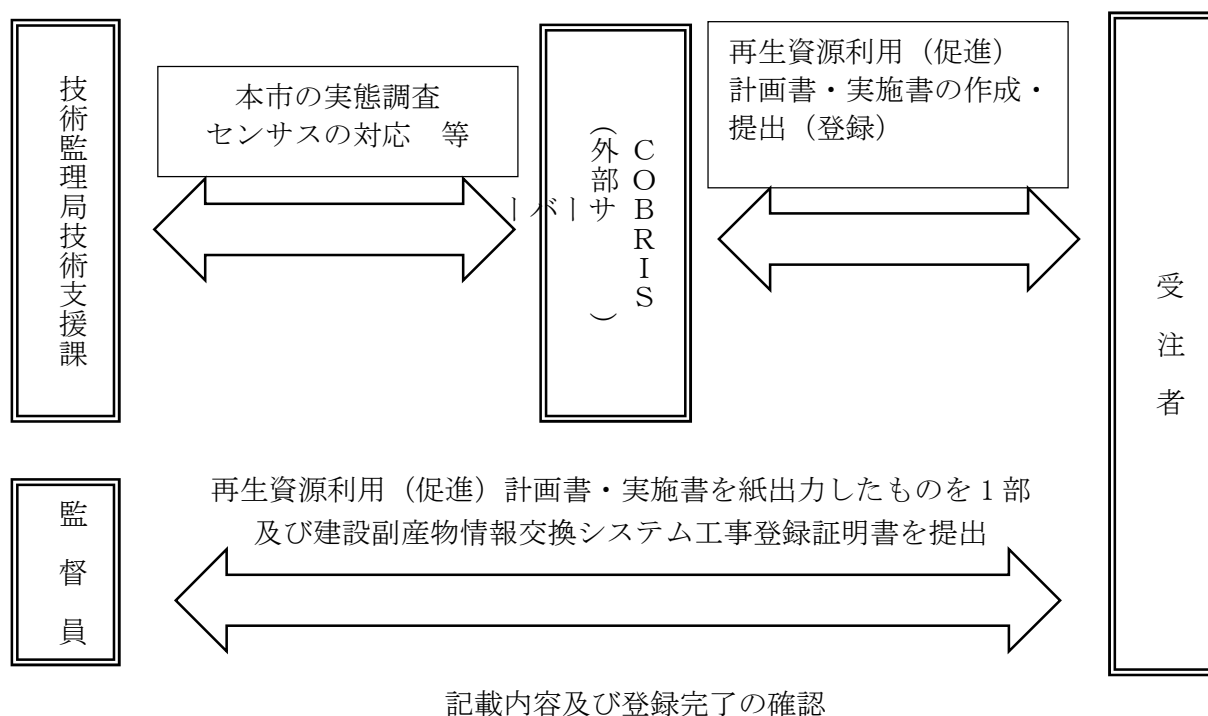 技術監理局技術支援課
本市の実態調査
センサスの対応　等
COBRIS
（外部サーバー）
再生資源利用（促進）
計画書・実施書の作成・
提出（登録）
受注者
監督員
再生資源利用（促進）計画書・実施書を紙出力したものを１部
及び建設副産物情報交換システム工事登録証明書を提出
記載内容及び登録完了の確認